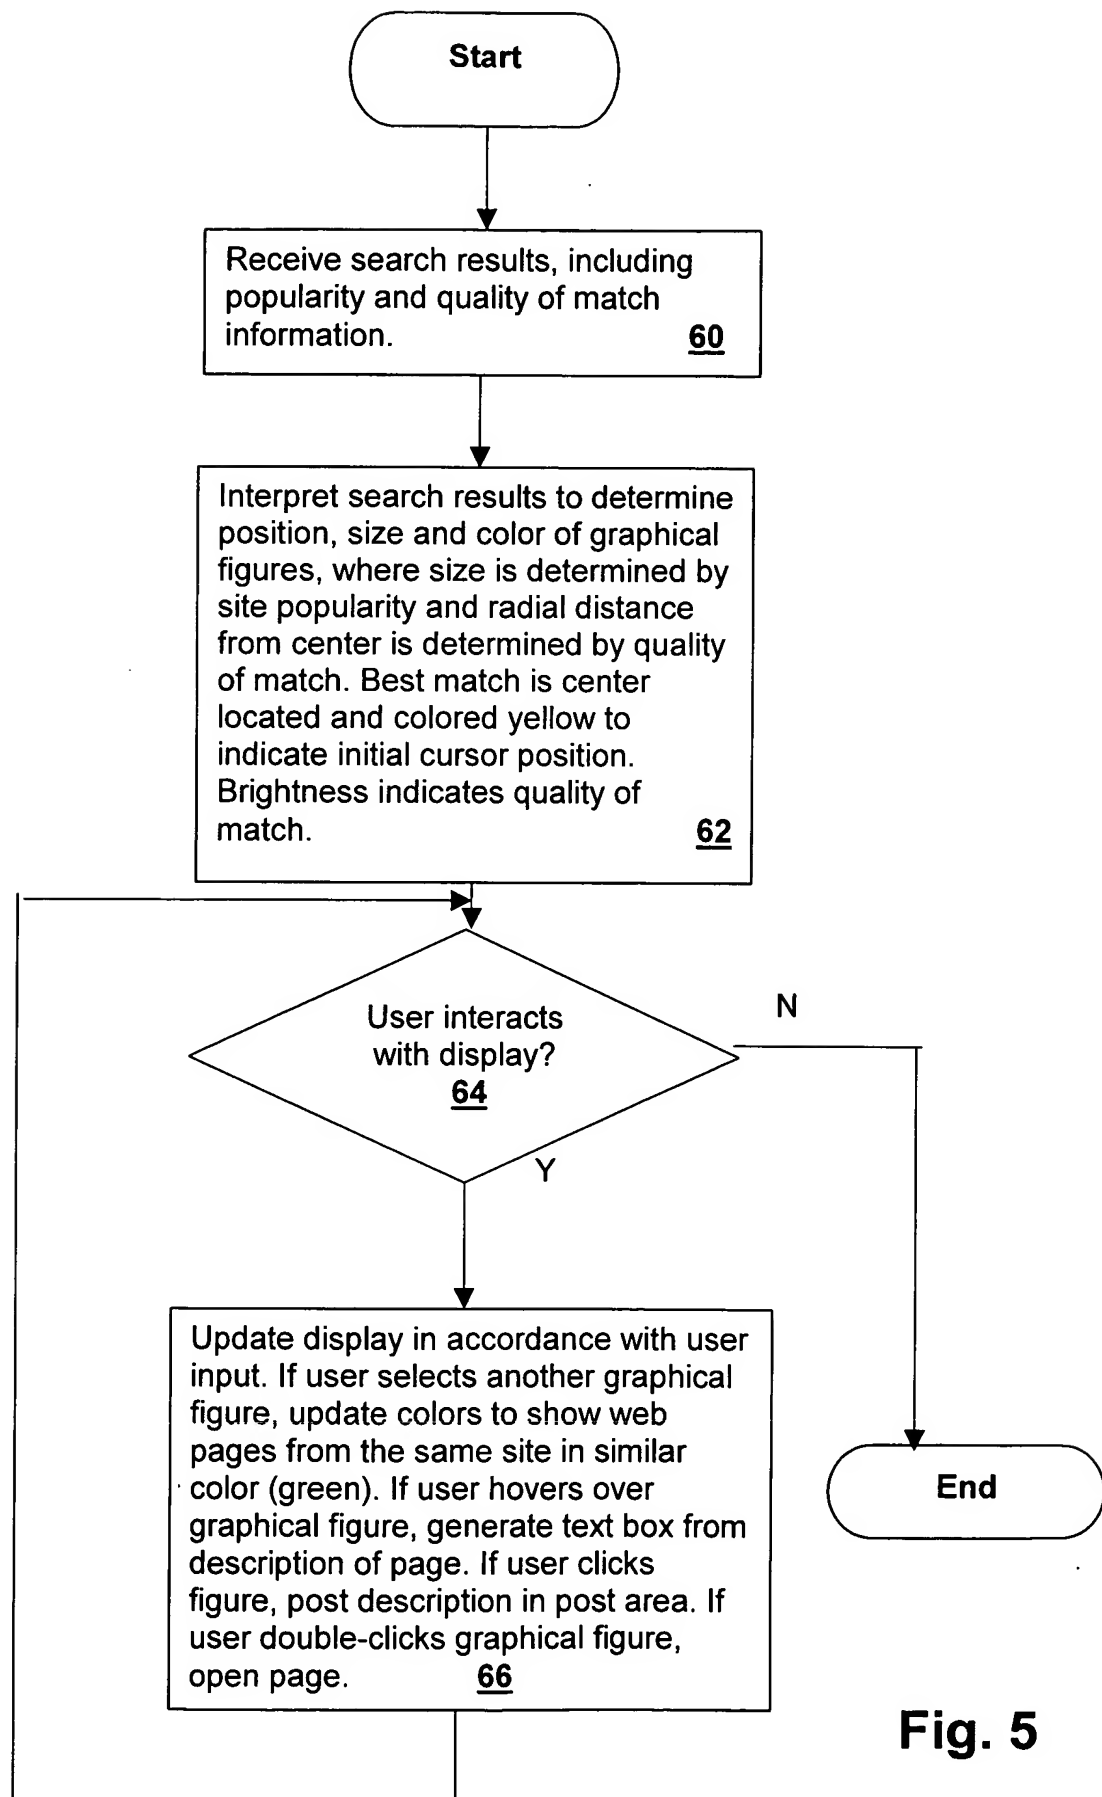 Start
Receive search results, including
popularity and quality of match
information. 60
Interpret search results to determine
position, size and color of graphical
figures, where size is determined by
site popularity and radial distance
from center is determined by quality
of match. Best match is center
located and colored yellow to
indicate initial cursor position.
Brightness indicates quality of
match. 62
User interacts
with display?
64
N
Y
Update display in accordance with user
input. If user selects another graphical
figure, update colors to show web
pages from the same site in similar
color (green). If user hovers over
graphical figure, generate text box from
description of page. If user clicks
figure, post description in post area. If
user double-clicks graphical figure,
open page. 66
End
Fig. 5